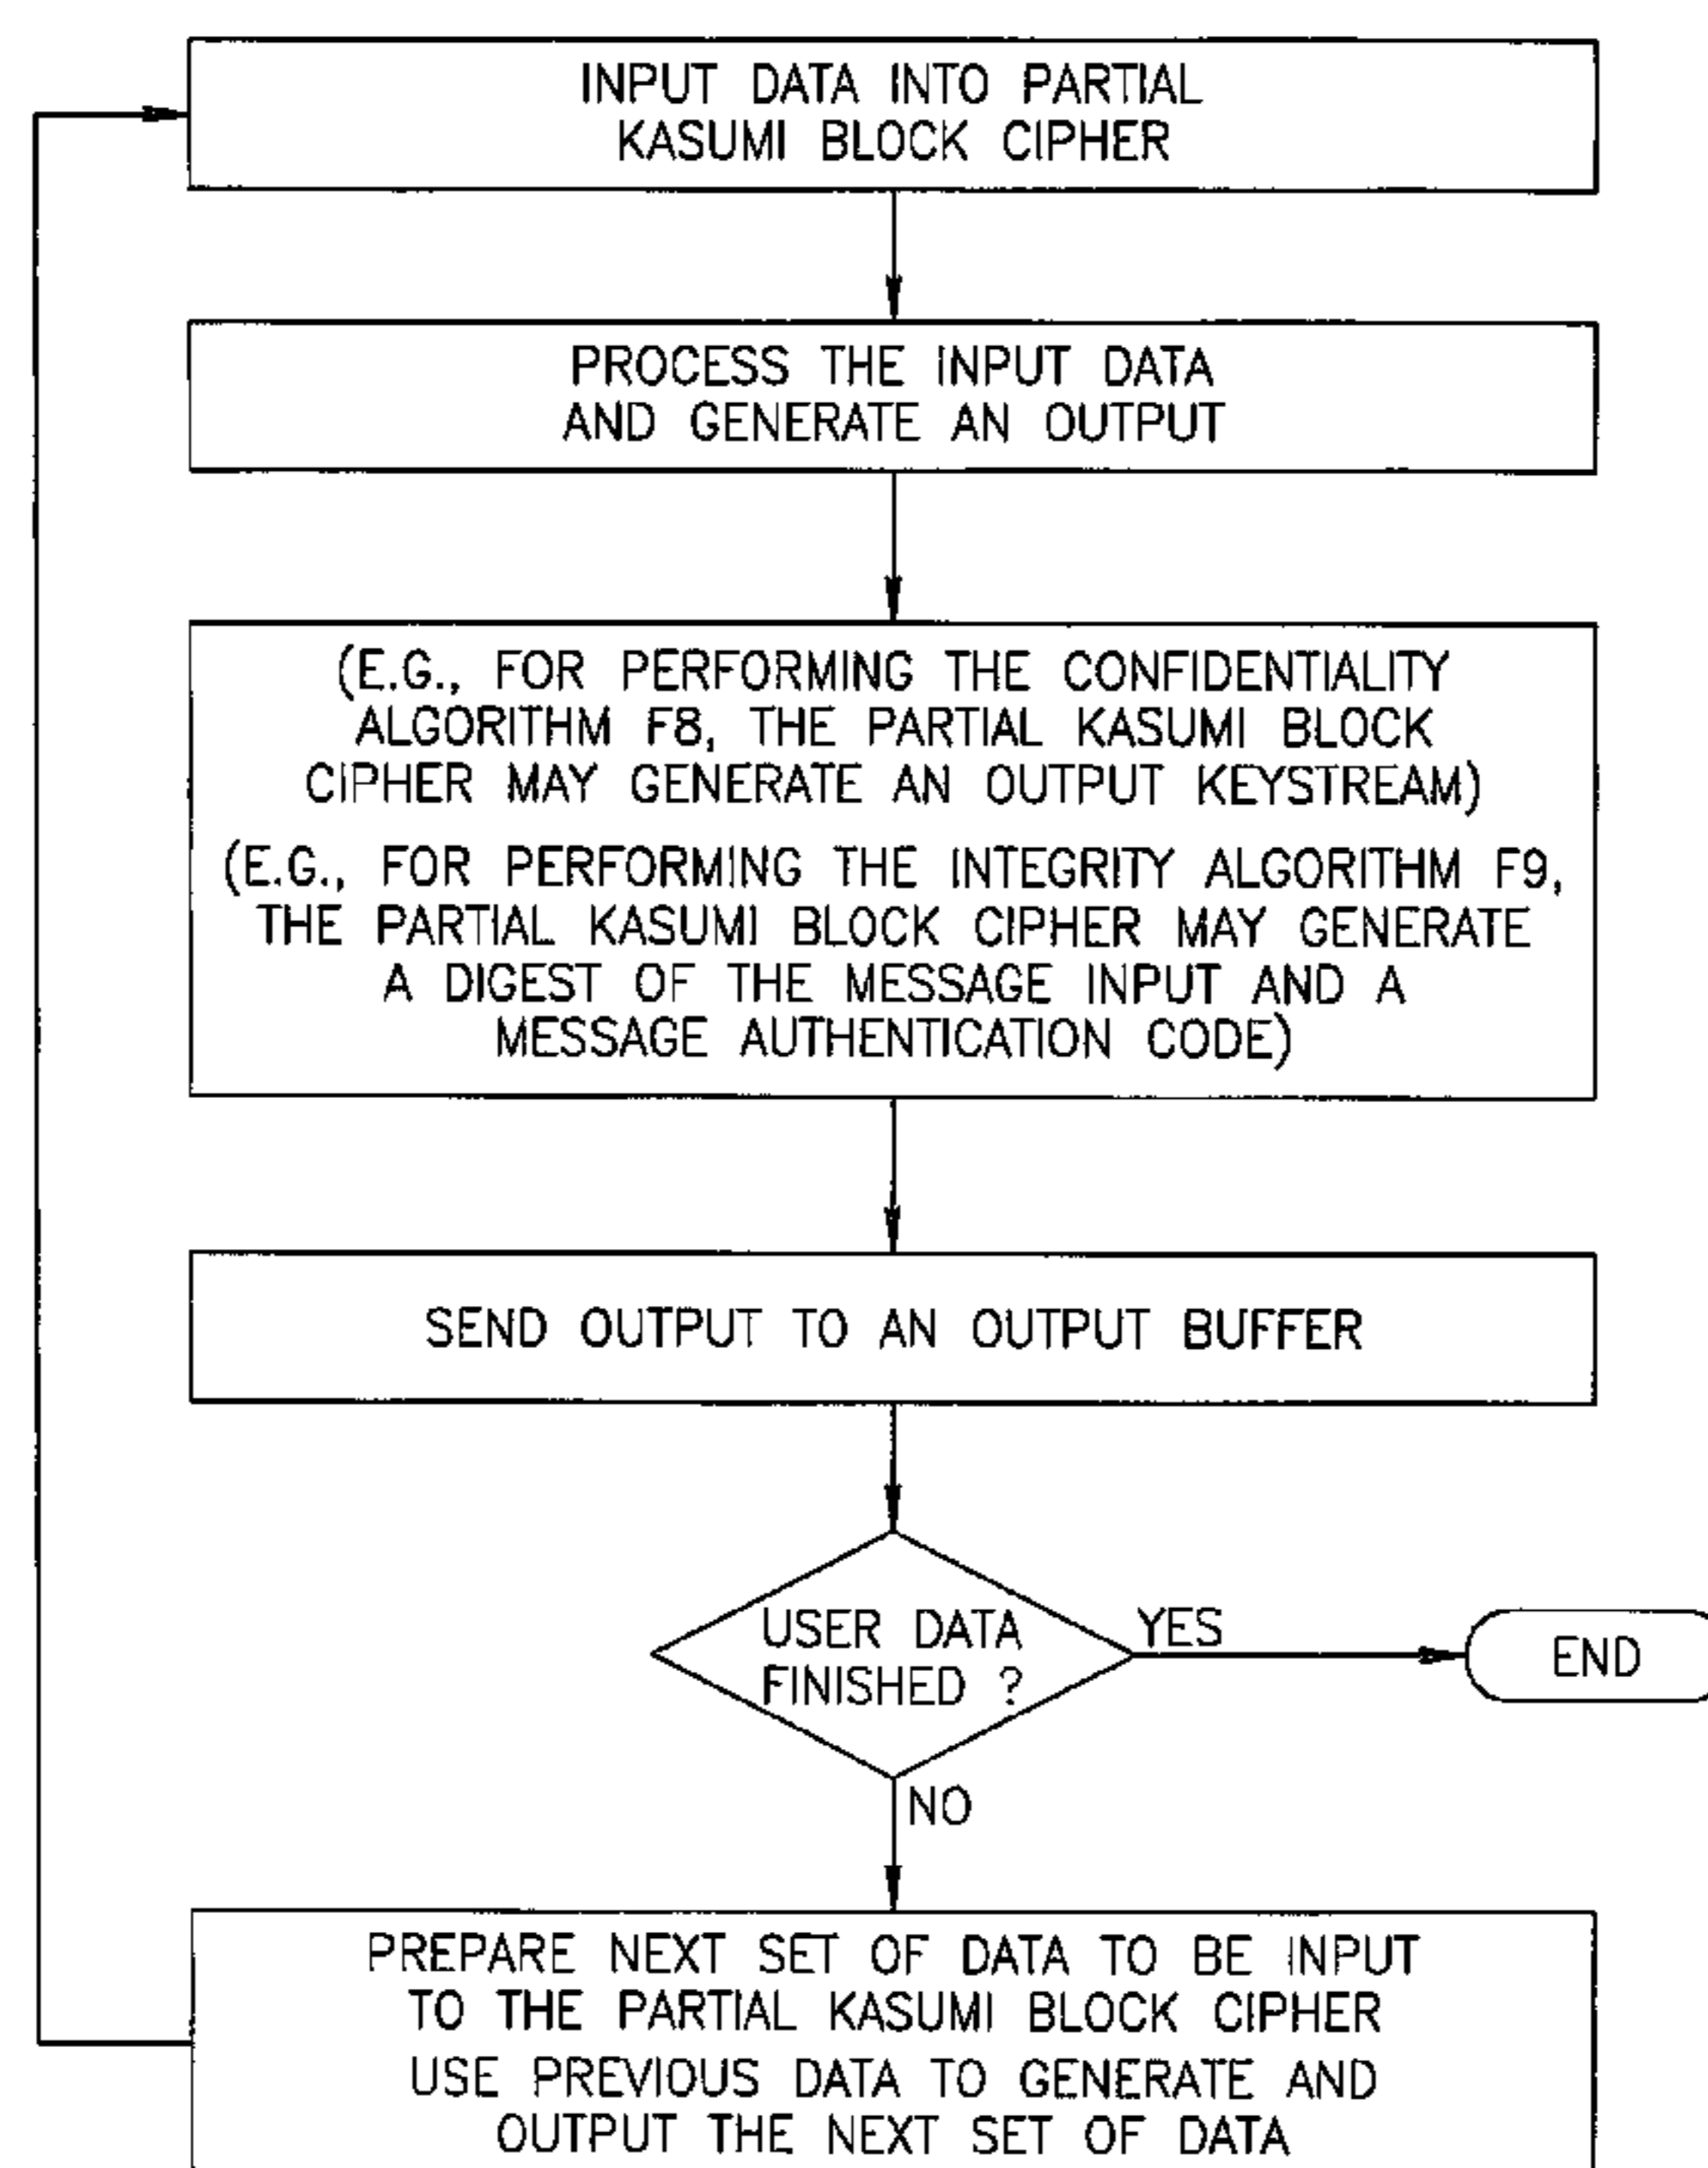 INPUT DATA INTO PARTIAL
KASUMI BLOCK CIPHER
PROCESS THE INPUT DATA
AND GENERATE AN OUTPUT
(E.G., FOR PERFORMING THE CONFIDENTIALITY
ALGORITHM F8, THE PARTIAL KASUMI BLOCK
CIPHER MAY GENERATE AN OUTPUT KEYSTREAM)
(E.G., FOR PERFORMING THE INTEGRITY ALGORITHM F9,
THE PARTIAL KASUMI BLOCK CIPHER MAY GENERATE
A DIGEST OF THE MESSAGE INPUT AND A
MESSAGE AUTHENTICATION CODE)
SEND OUTPUT TO AN OUTPUT BUFFER
USER DATA
FINISHED ?
YES
END
NO
PREPARE NEXT SET OF DATA TO BE INPUT
TO THE PARTIAL KASUMI BLOCK CIPHER
USE PREVIOUS DATA TO GENERATE AND
OUTPUT THE NEXT SET OF DATA